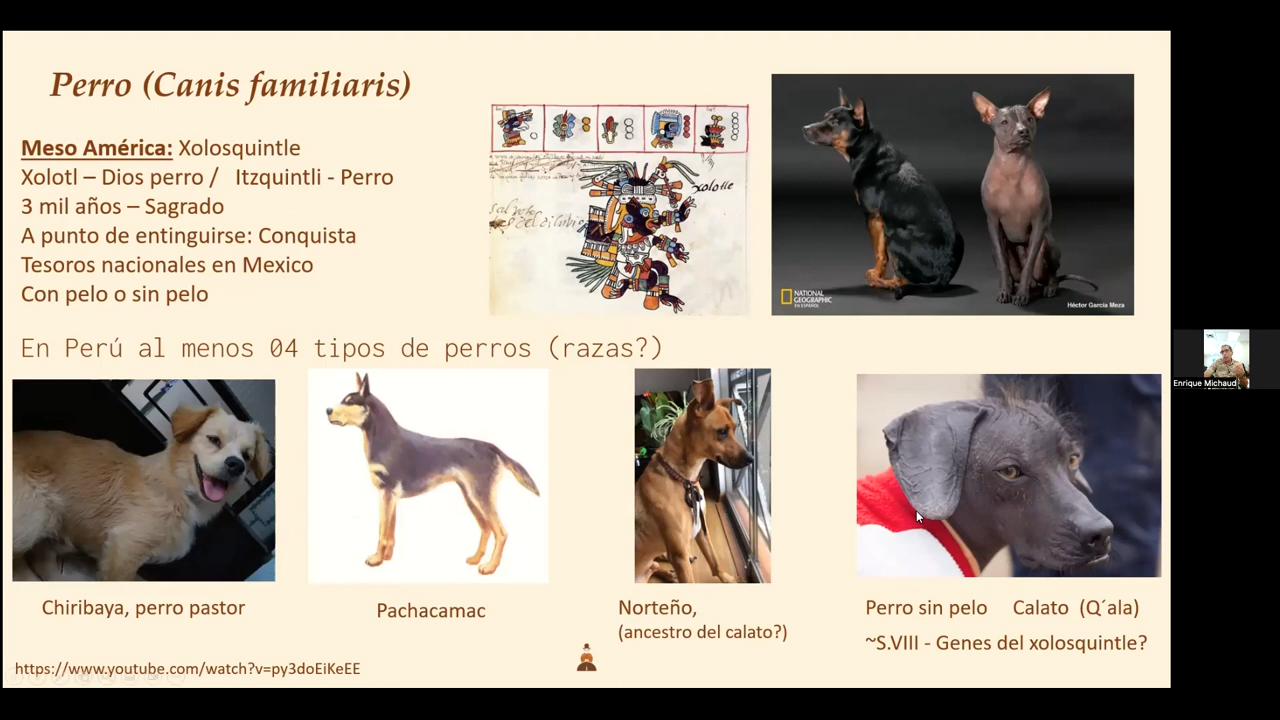 Perro (Canis familiaris)
Meso América: Xolosquintle
Xolotl – Dios perro / Itzquintli - Perro
3 mil años – Sagrado
A punto de entinguirse: Conquista
Tesoros nacionales en Mexico
Con pelo o sin pelo
xolotle
NATIONAL
GEOGRAPHIC
EN ESPAÑOL
Héctor García Meza
En Perú al menos 04 tipos de perros (razas?)
Chiribaya, perro pastor
Pachacamac
Norteño,
(ancestro del calato?)
Perro sin pelo Calato (Q´ala)
~S.VIII - Genes del xolosquintle?
https://www.youtube.com/watch?v=py3doEiKeEE
Enrique Michaud